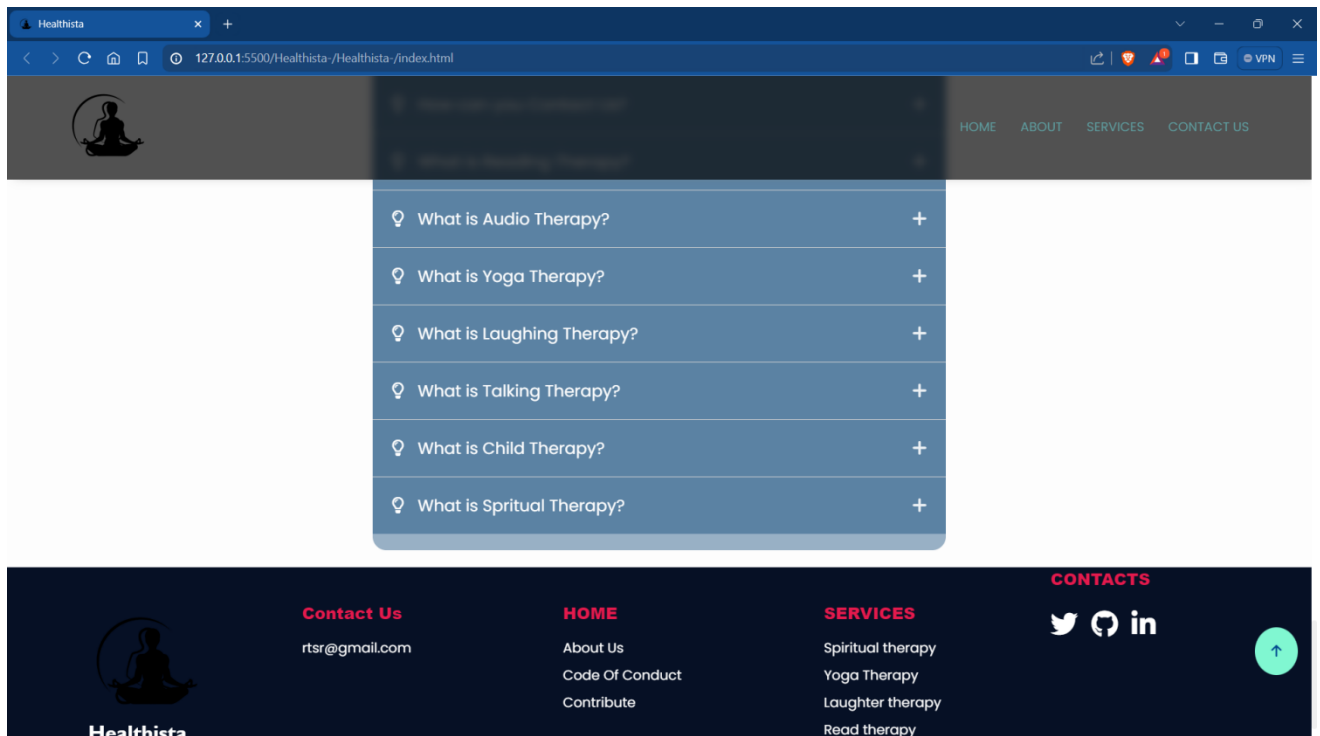 Healthista
127.0.0.1:5500/Healthista-/Healthista-/index.html
VPN
HOME ABOUT SERVICES CONTACT US
What is Audio Therapy?
What is Yoga Therapy?
What is Laughing Therapy?
What is Talking Therapy?
What is Child Therapy?
What is Spritual Therapy?
Healthista
Contact Us
rtsr@gmail.com
HOME
About Us
Code Of Conduct
Contribute
SERVICES
Spiritual therapy
Yoga Therapy
Laughter therapy
Read therapy
CONTACTS